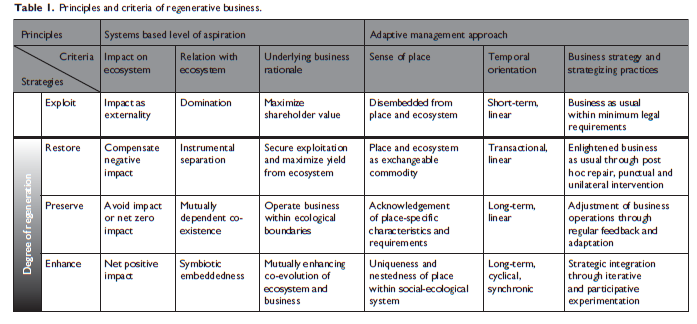 Table 1. Principles and criteria of regenerative business.
Principles Systems based level of aspiration Adaptive management approach
Criteria Impact on Relation with Underlying business Sense of place Temporal Business strategy and
ecosystem ecosystem rationale orientation strategizing practices
Strategies
Exploit Impact as Domination Maximize Disembedded from Short-term, Business as usual
externality shareholder value place and ecosystem linear within minimum legal
requirements
Restore Compensate Instrumental Secure exploitation Place and ecosystem Transactional, Enlightened business
negative separation and maximize yield as exchangeable linear as usual through post
impact from ecosystem commodity hoc repair, punctual and
unilateral intervention
Preserve Avoid impact Mutually Operate business Acknowledgement Long-term, Adjustment of business
or net zero dependent co- within ecological of place-specific linear operations through
impact existence boundaries characteristics and regular feedback and
requirements adaptation
Enhance Net positive Symbiotic Mutually enhancing Uniqueness and Long-term, Strategic integration
impact embeddedness co-evolution of nestedness of place cyclical, through iterative
ecosystem and within social-ecological synchronic and participative
business system experimentation
Degree of regeneration